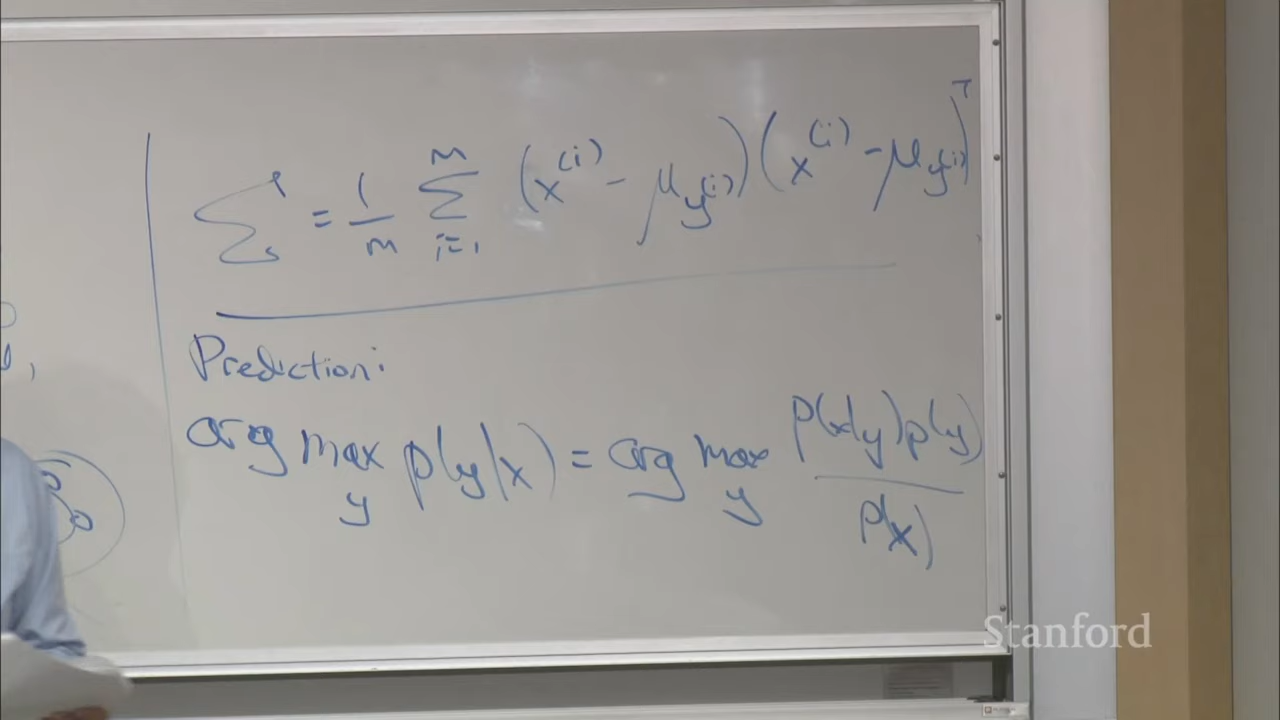 Σ = 1/m Σ_{i=1}^{m} (x^{(i)} - μ_{y^{(i)}}) (x^{(i)} - μ_{y^{(i)}})^T
Prediction:
arg max_y p(y|x) = arg max_y p(x|y)p(y) / p(x)
Stanford